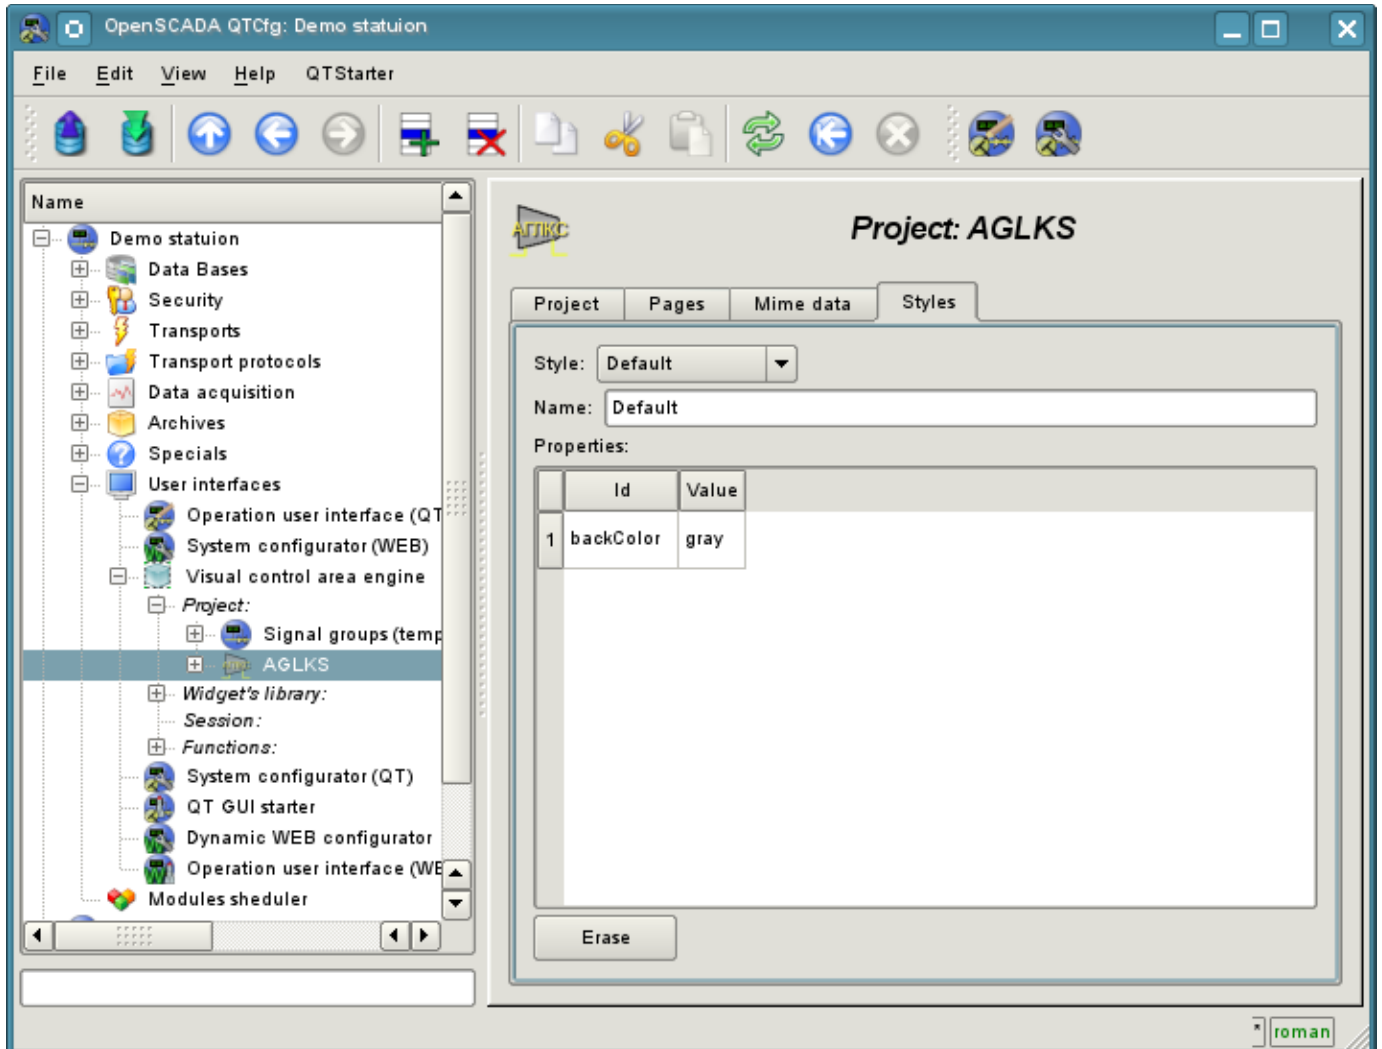 OpenSCADA QTCfg: Demo statuion
File Edit View Help QTStarter
Name
Demo statuion
Data Bases
Security
Transports
Transport protocols
Data acquisition
Archives
Specials
User interfaces
Operation user interface (QT
System configurator (WEB)
Visual control area engine
Project:
Signal groups (temp
AGLKS
Widget's library:
Session:
Functions:
System configurator (QT)
QT GUI starter
Dynamic WEB configurator
Operation user interface (WE
Modules sheduler
АГЛКС
Project: AGLKS
Project Pages Mime data Styles
Style: Default
Name: Default
Properties:
Id Value
1 backColor gray
Erase
* roman